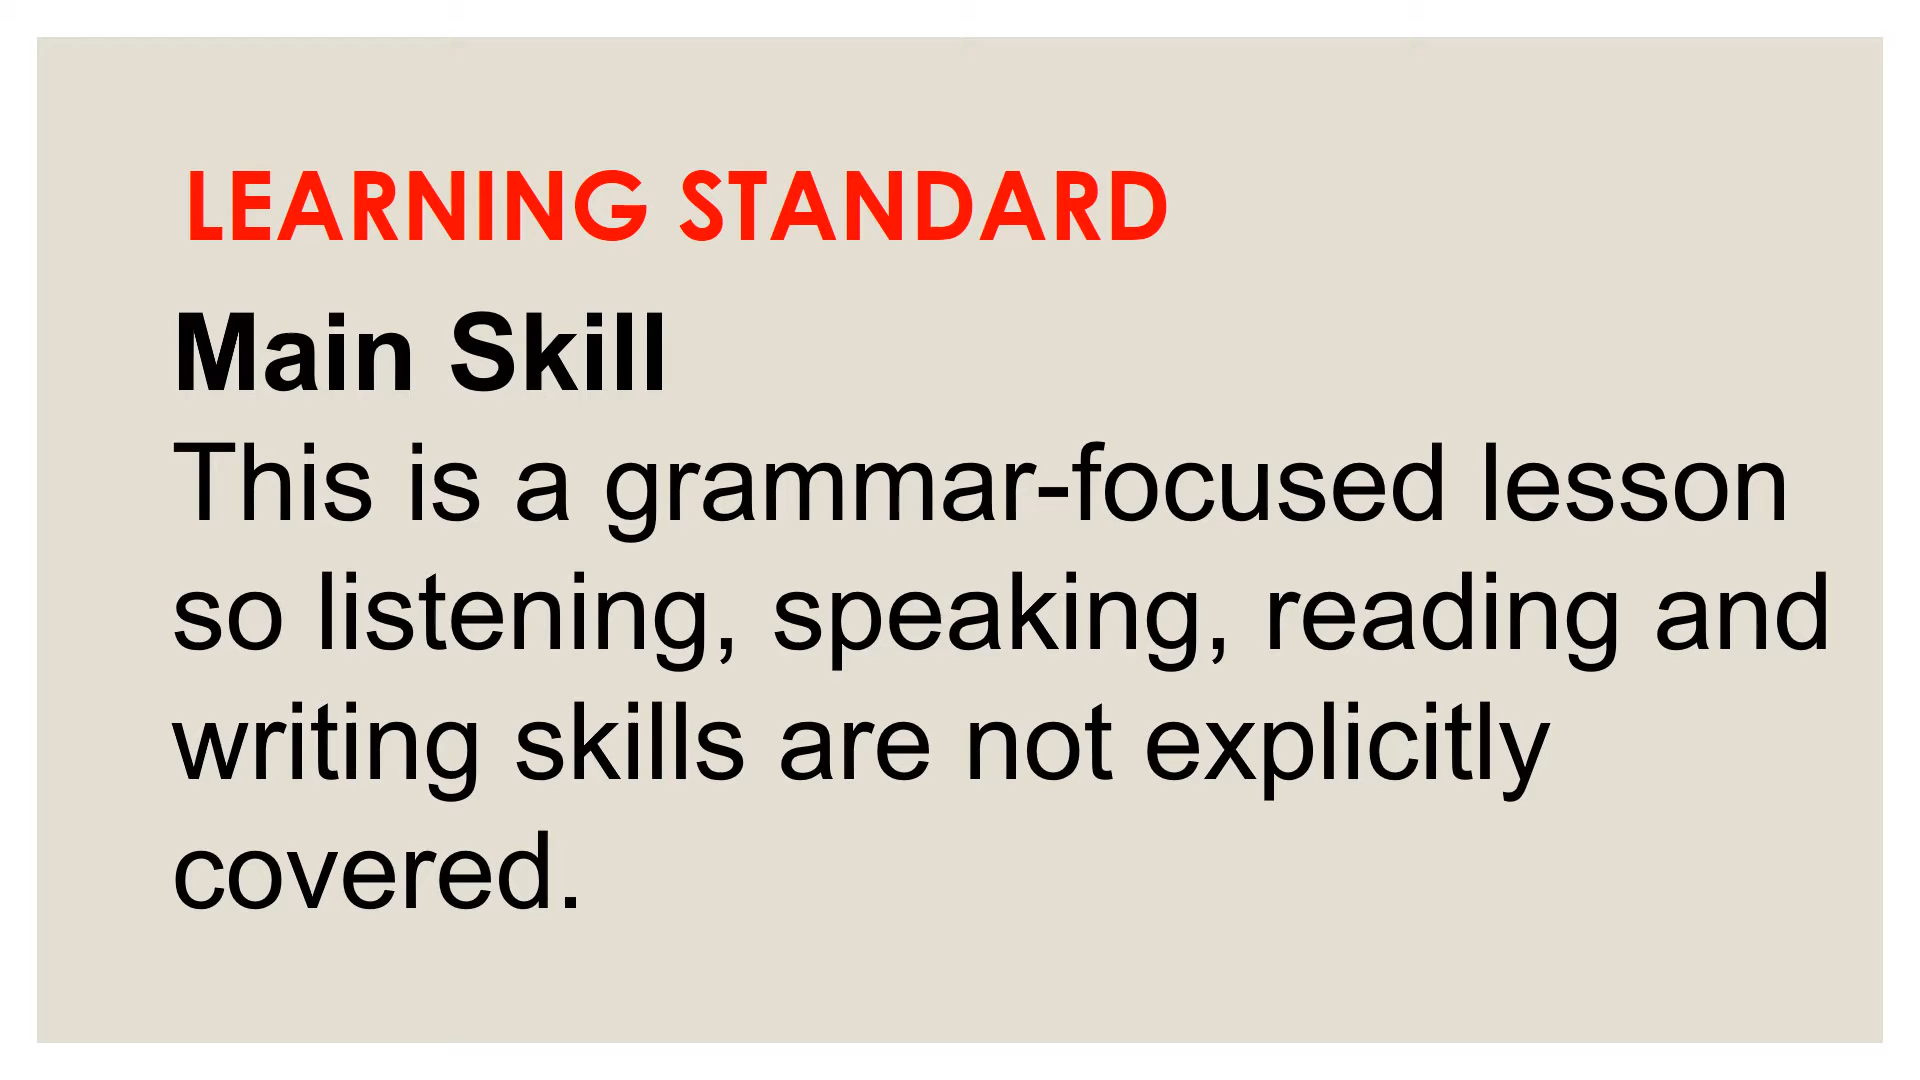 LEARNING STANDARD
Main Skill
This is a grammar-focused lesson
so listening, speaking, reading and
writing skills are not explicitly
covered.